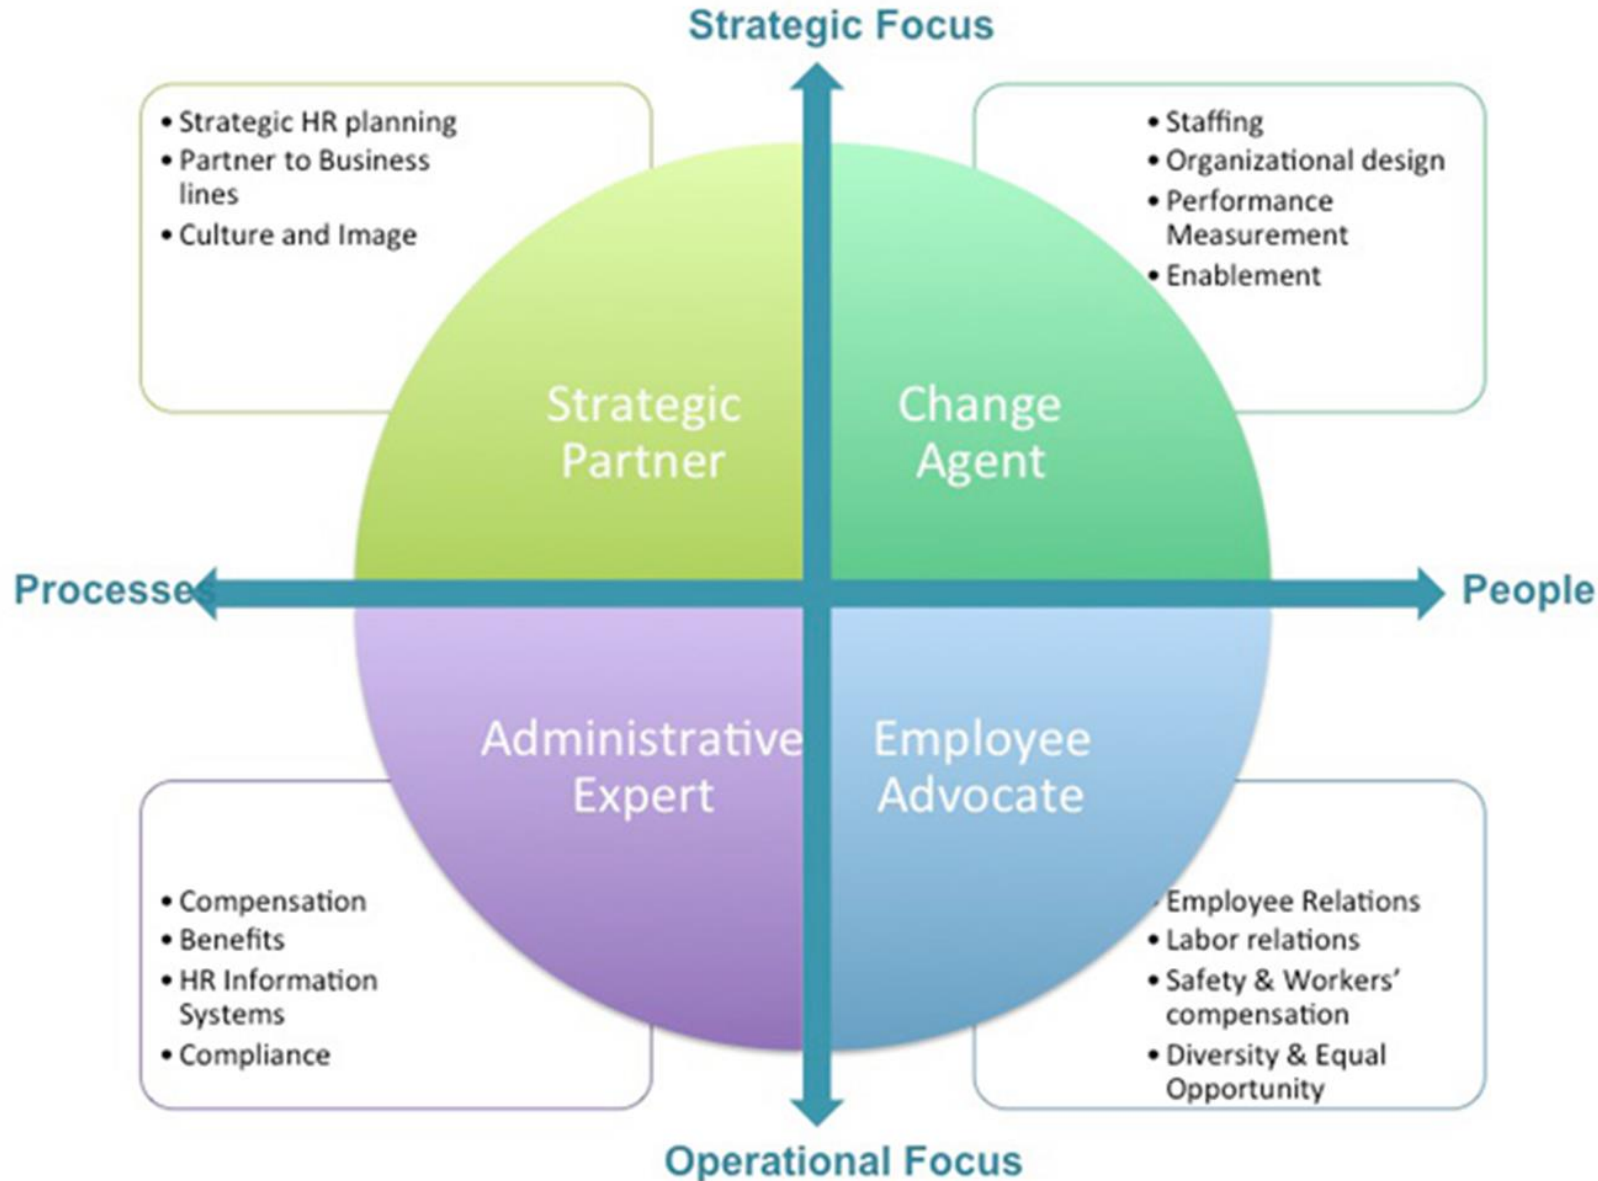 Strategic Focus
• Strategic HR planning
• Partner to Business
lines
• Culture and Image
• Staffing
• Organizational design
• Performance
Measurement
• Enablement
Strategic
Partner
Change
Agent
Processes
People
Administrative
Expert
Employee
Advocate
• Compensation
• Benefits
• HR Information
Systems
• Compliance
• Employee Relations
• Labor relations
• Safety & Workers’
compensation
• Diversity & Equal
Opportunity
Operational Focus